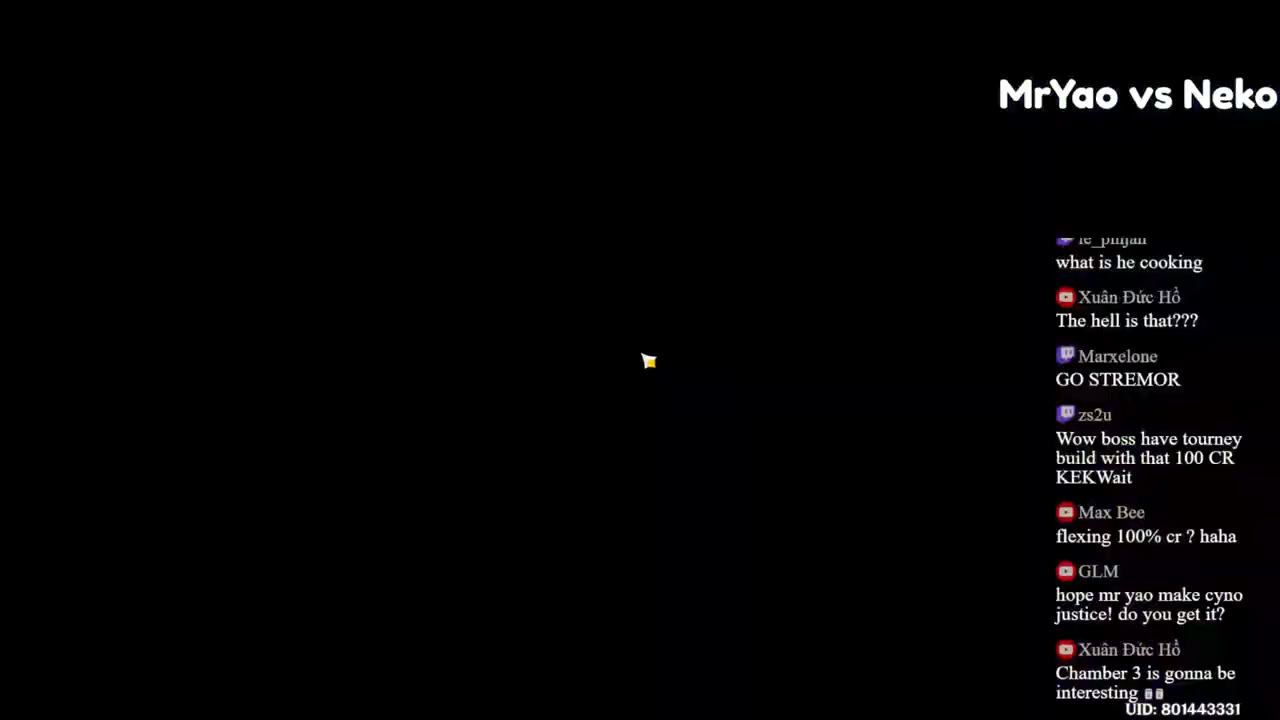 MrYao vs Neko
what is he cooking
Xuân Đức Hồ
The hell is that???
Marxelone
GO STREMOR
zs2u
Wow boss have tourney
build with that 100 CR
KEKWait
Max Bee
flexing 100% cr ? haha
GLM
hope mr yao make cyno
justice! do you get it?
Xuân Đức Hồ
Chamber 3 is gonna be
interesting
UID: 801443331